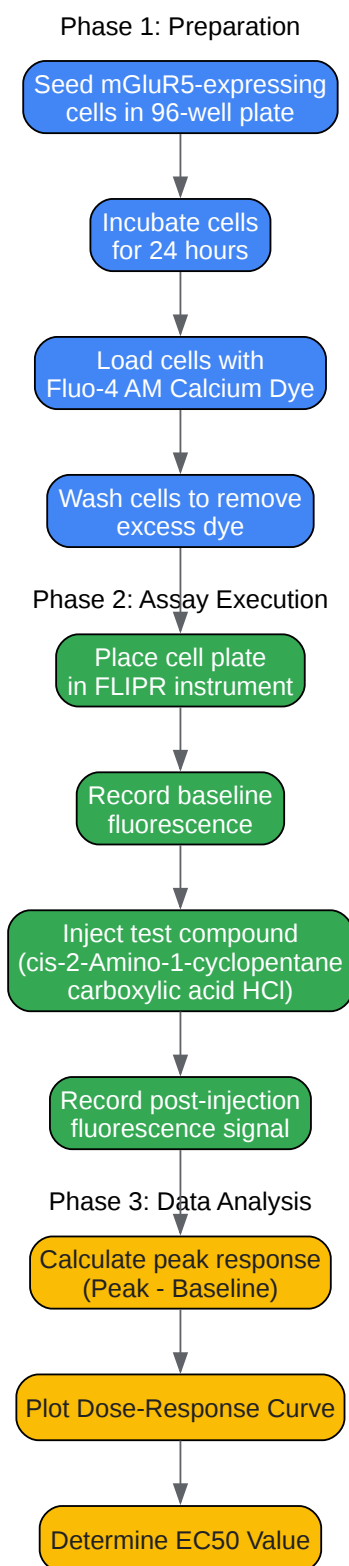 Phase 1: Preparation
Seed mGluR5-expressing
cells in 96-well plate
Incubate cells
for 24 hours
Load cells with
Fluo-4 AM Calcium Dye
Wash cells to remove
excess dye
Phase 2: Assay Execution
Place cell plate
in FLIPR instrument
Record baseline
fluorescence
Inject test compound
(cis-2-Amino-1-cyclopentane
carboxylic acid HCl)
Record post-injection
fluorescence signal
Phase 3: Data Analysis
Calculate peak response
(Peak - Baseline)
Plot Dose-Response Curve
Determine EC50 Value